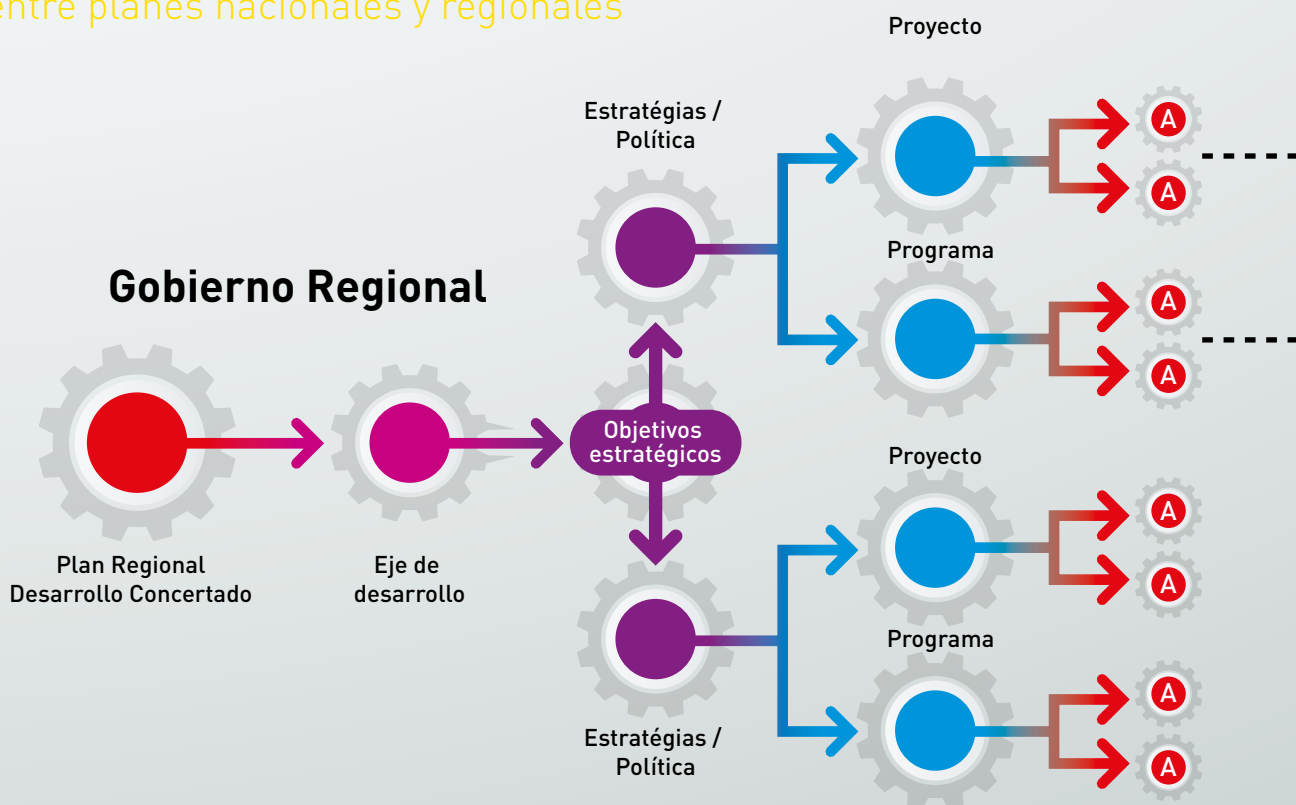 entre planes nacionales y regionales
Proyecto
Estratégias /
Política
A
A
Programa
Gobierno Regional
A
A
Objetivos
estratégicos
Proyecto
A
Plan Regional
Desarrollo Concertado
Eje de
desarrollo
A
Programa
A
Estratégias /
Política
A